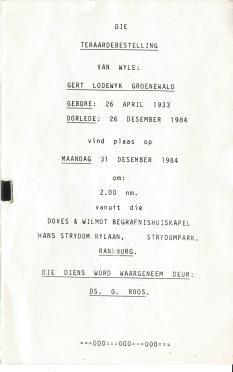 DIE
TERAARDEBESTELLING
VAN WYLE:
GERT LODEWYK GROENEWALD
GEBORE: 26 APRIL 1933
OORLEDE: 26 DESEMBER 1984
vind plaas op
MAANDAG 31 DESEMBER 1984
om:
2.00 nm.
vanuit die
DOVES & WILMOT BEGRAFNISHUISKAPEL
HANS STRYDOM RYLAAN, STRYDOMPARK,
RANDBURG.
DIE DIENS WORD WAARGENEEM DEUR:
DS. G. ROOS.
===000===000===000===